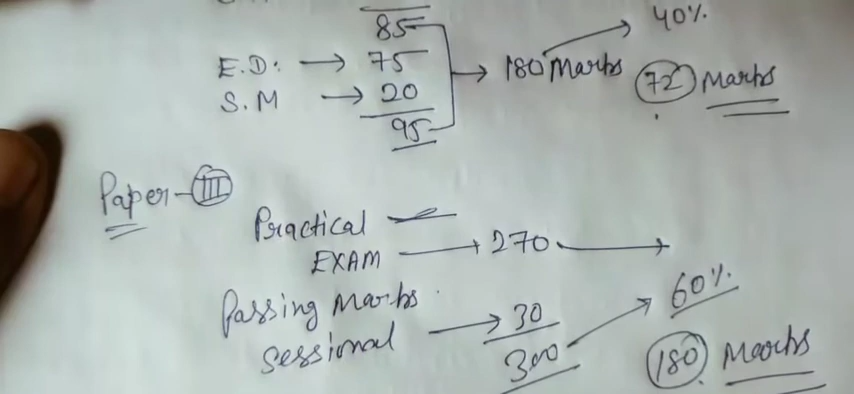 85 40%
E.D. → 75 → 180 Marks 72 Marks
S.M → 20
95
Paper-III
Practical
EXAM → 270 →
60%
Passing Marks
Sessional → 30
300 180 Marks